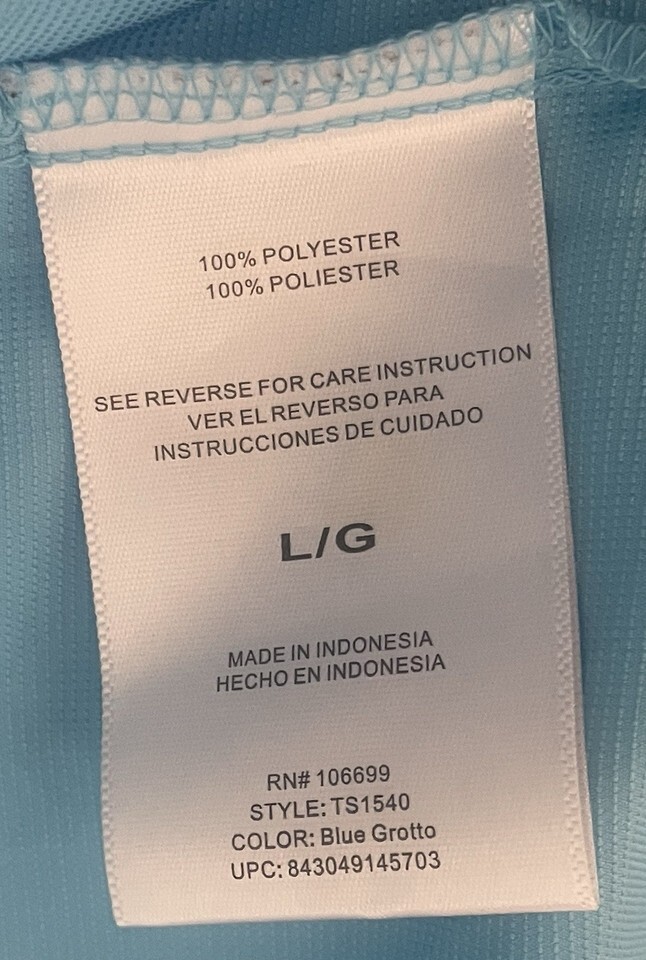 100% POLYESTER
100% POLIESTER
SEE REVERSE FOR CARE INSTRUCTION
VER EL REVERSO PARA
INSTRUCCIONES DE CUIDADO
L/G
MADE IN INDONESIA
HECHO EN INDONESIA
RN# 106699
STYLE: TS1540
COLOR: Blue Grotto
UPC: 843049145703